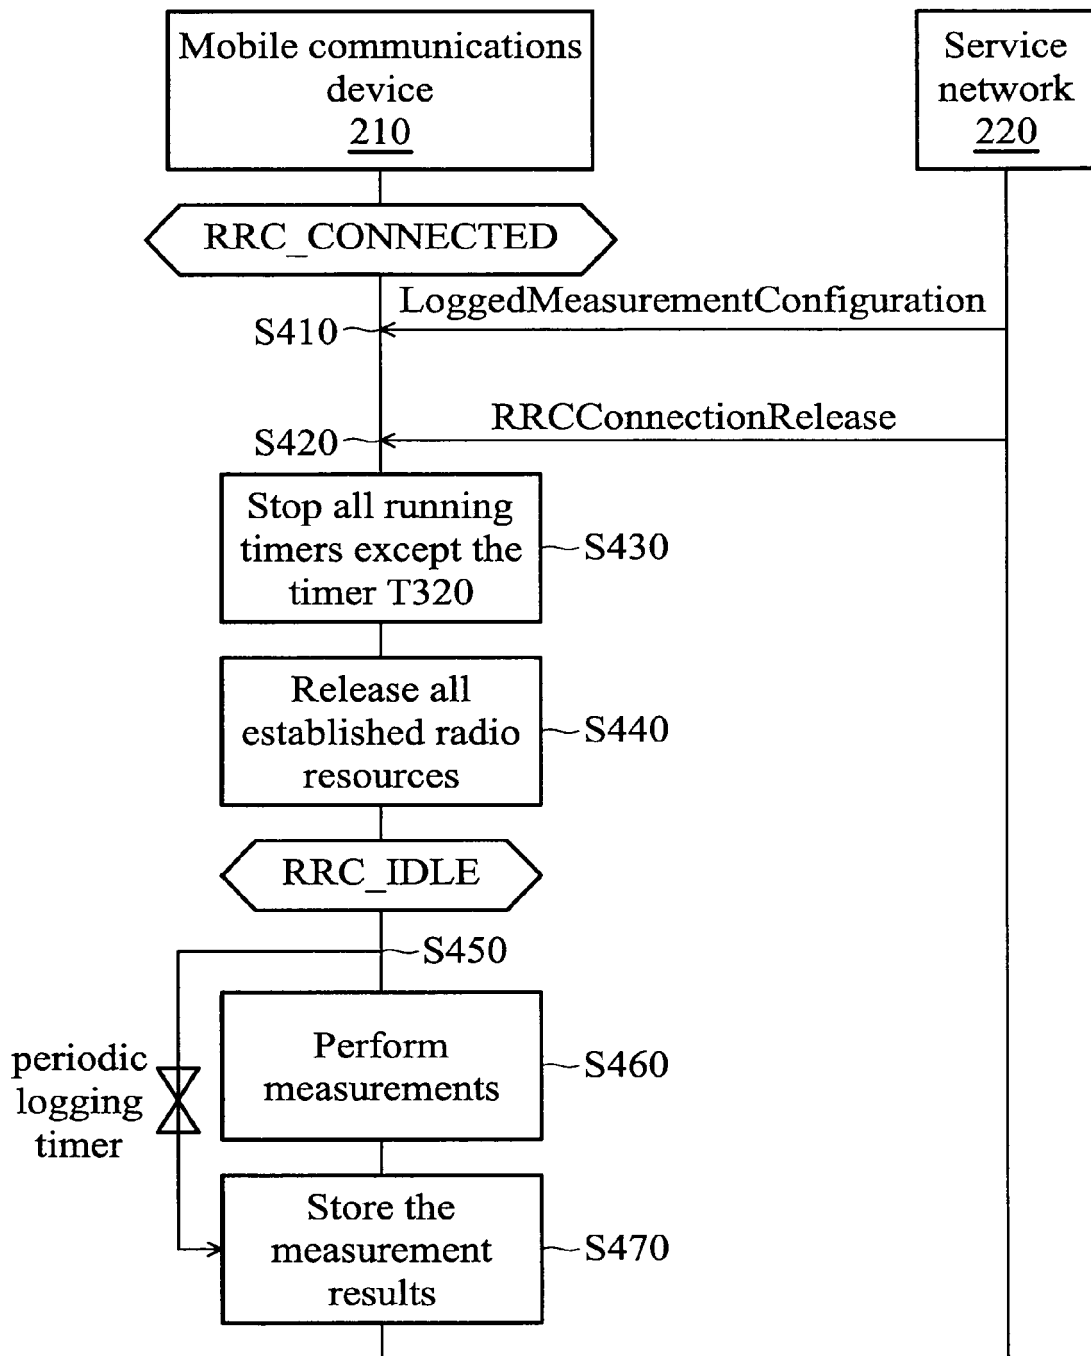 Mobile communications
device
210
Service
network
220
RRC_CONNECTED
LoggedMeasurementConfiguration
S410
RRCConnectionRelease
S420
Stop all running
timers except the
timer T320
S430
Release all
established radio
resources
S440
RRC_IDLE
S450
periodic
logging
timer
Perform
measurements
S460
Store the
measurement
results
S470